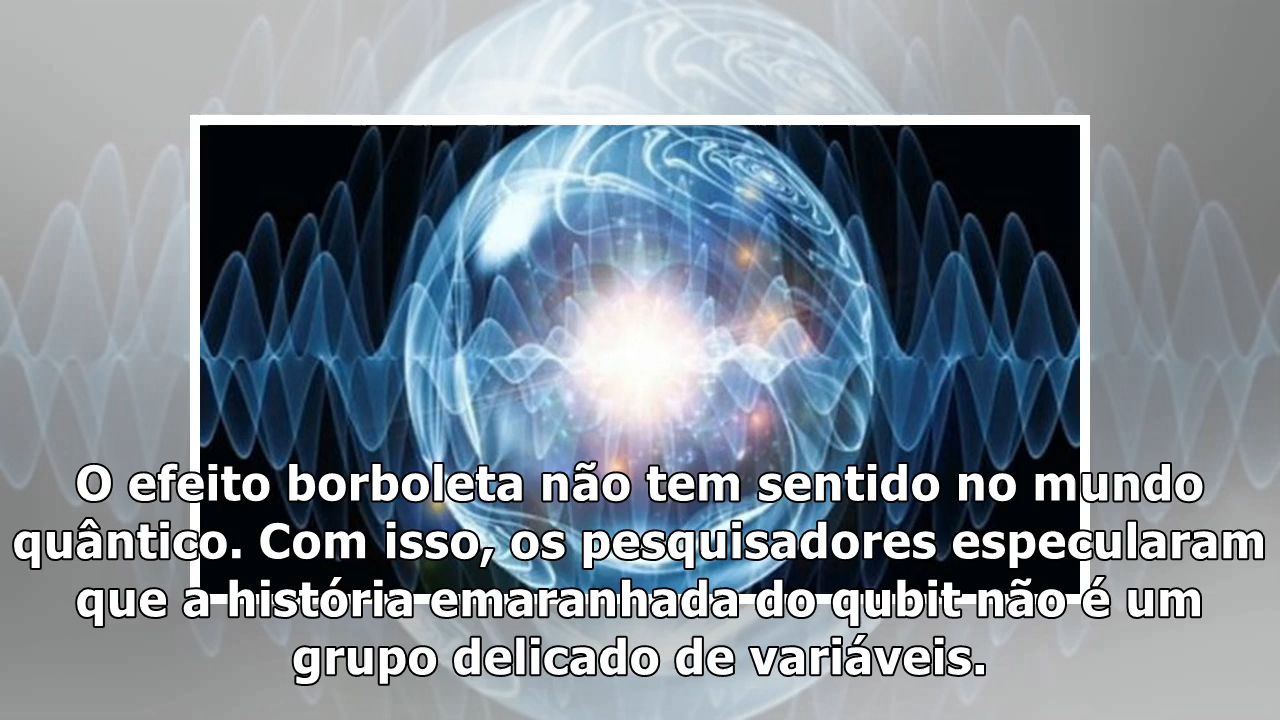 O efeito borboleta não tem sentido no mundo
quântico. Com isso, os pesquisadores especularam
que a história emaranhada do qubit não é um
grupo delicado de variáveis.